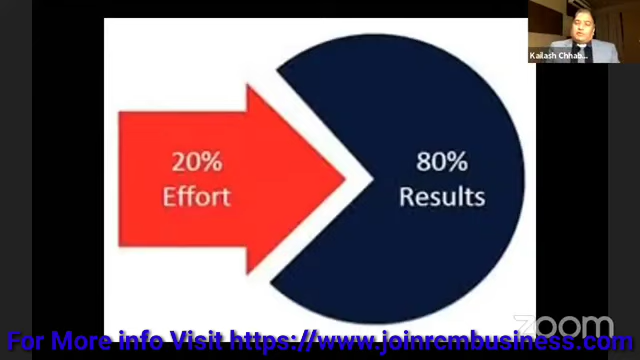 Kailash Chhab...
20%
Effort
80%
Results
zoom
For More info Visit https://www.joinrcmbusiness.com